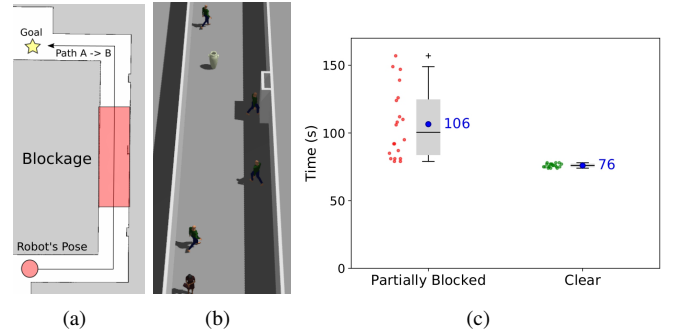 Goal
Path A -> B
Blockage
Robot's Pose
(a)
(b)
Time (s)
150
100
50
0
106
76
Partially Blocked
Clear
(c)